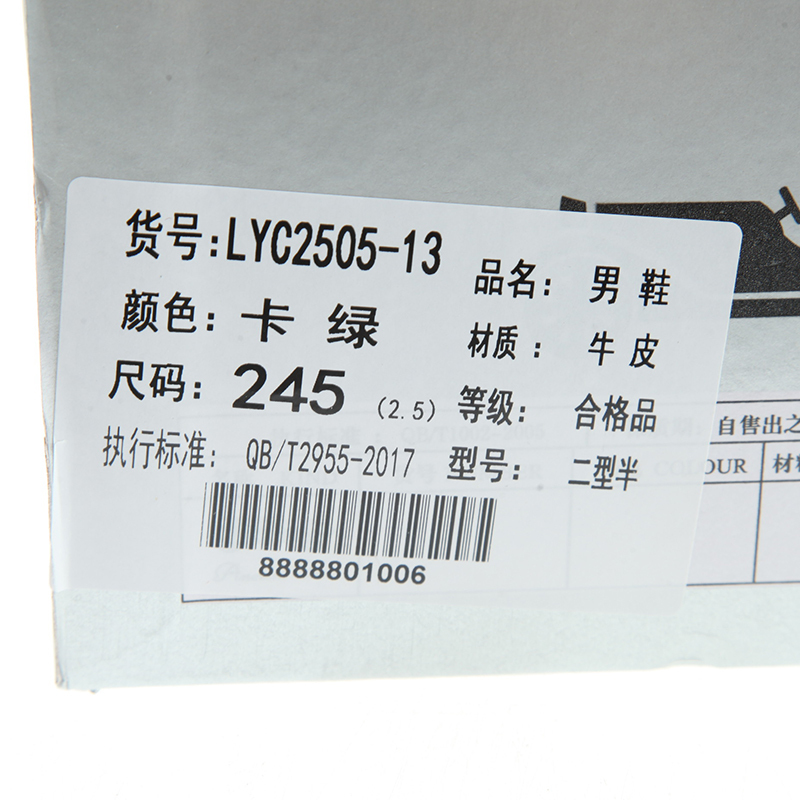 货号:LYC2505-13
品名: 男鞋
颜色: 卡绿
材质: 牛皮
尺码: 245 (2.5)
等级: 合格品
执行标准: QB/T2955-2017
型号: 二型半
8888801006
自售出之
COLOUR
材料